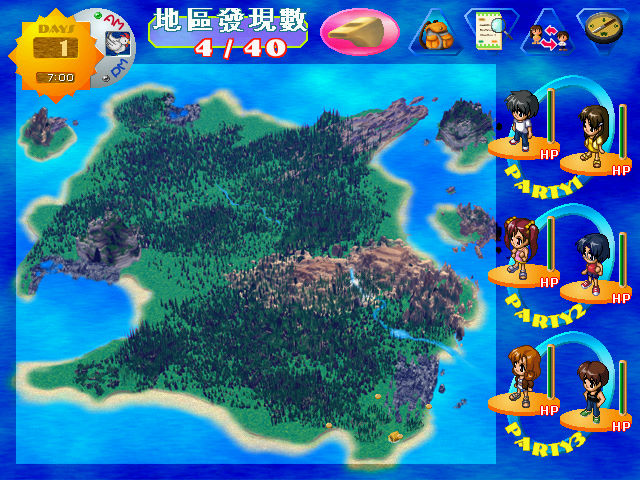 DAYS
1
7:00
AM
DM
地區發現數
4 / 40
HP
HP
PARTY1
HP
HP
PARTY2
HP
HP
PARTY3